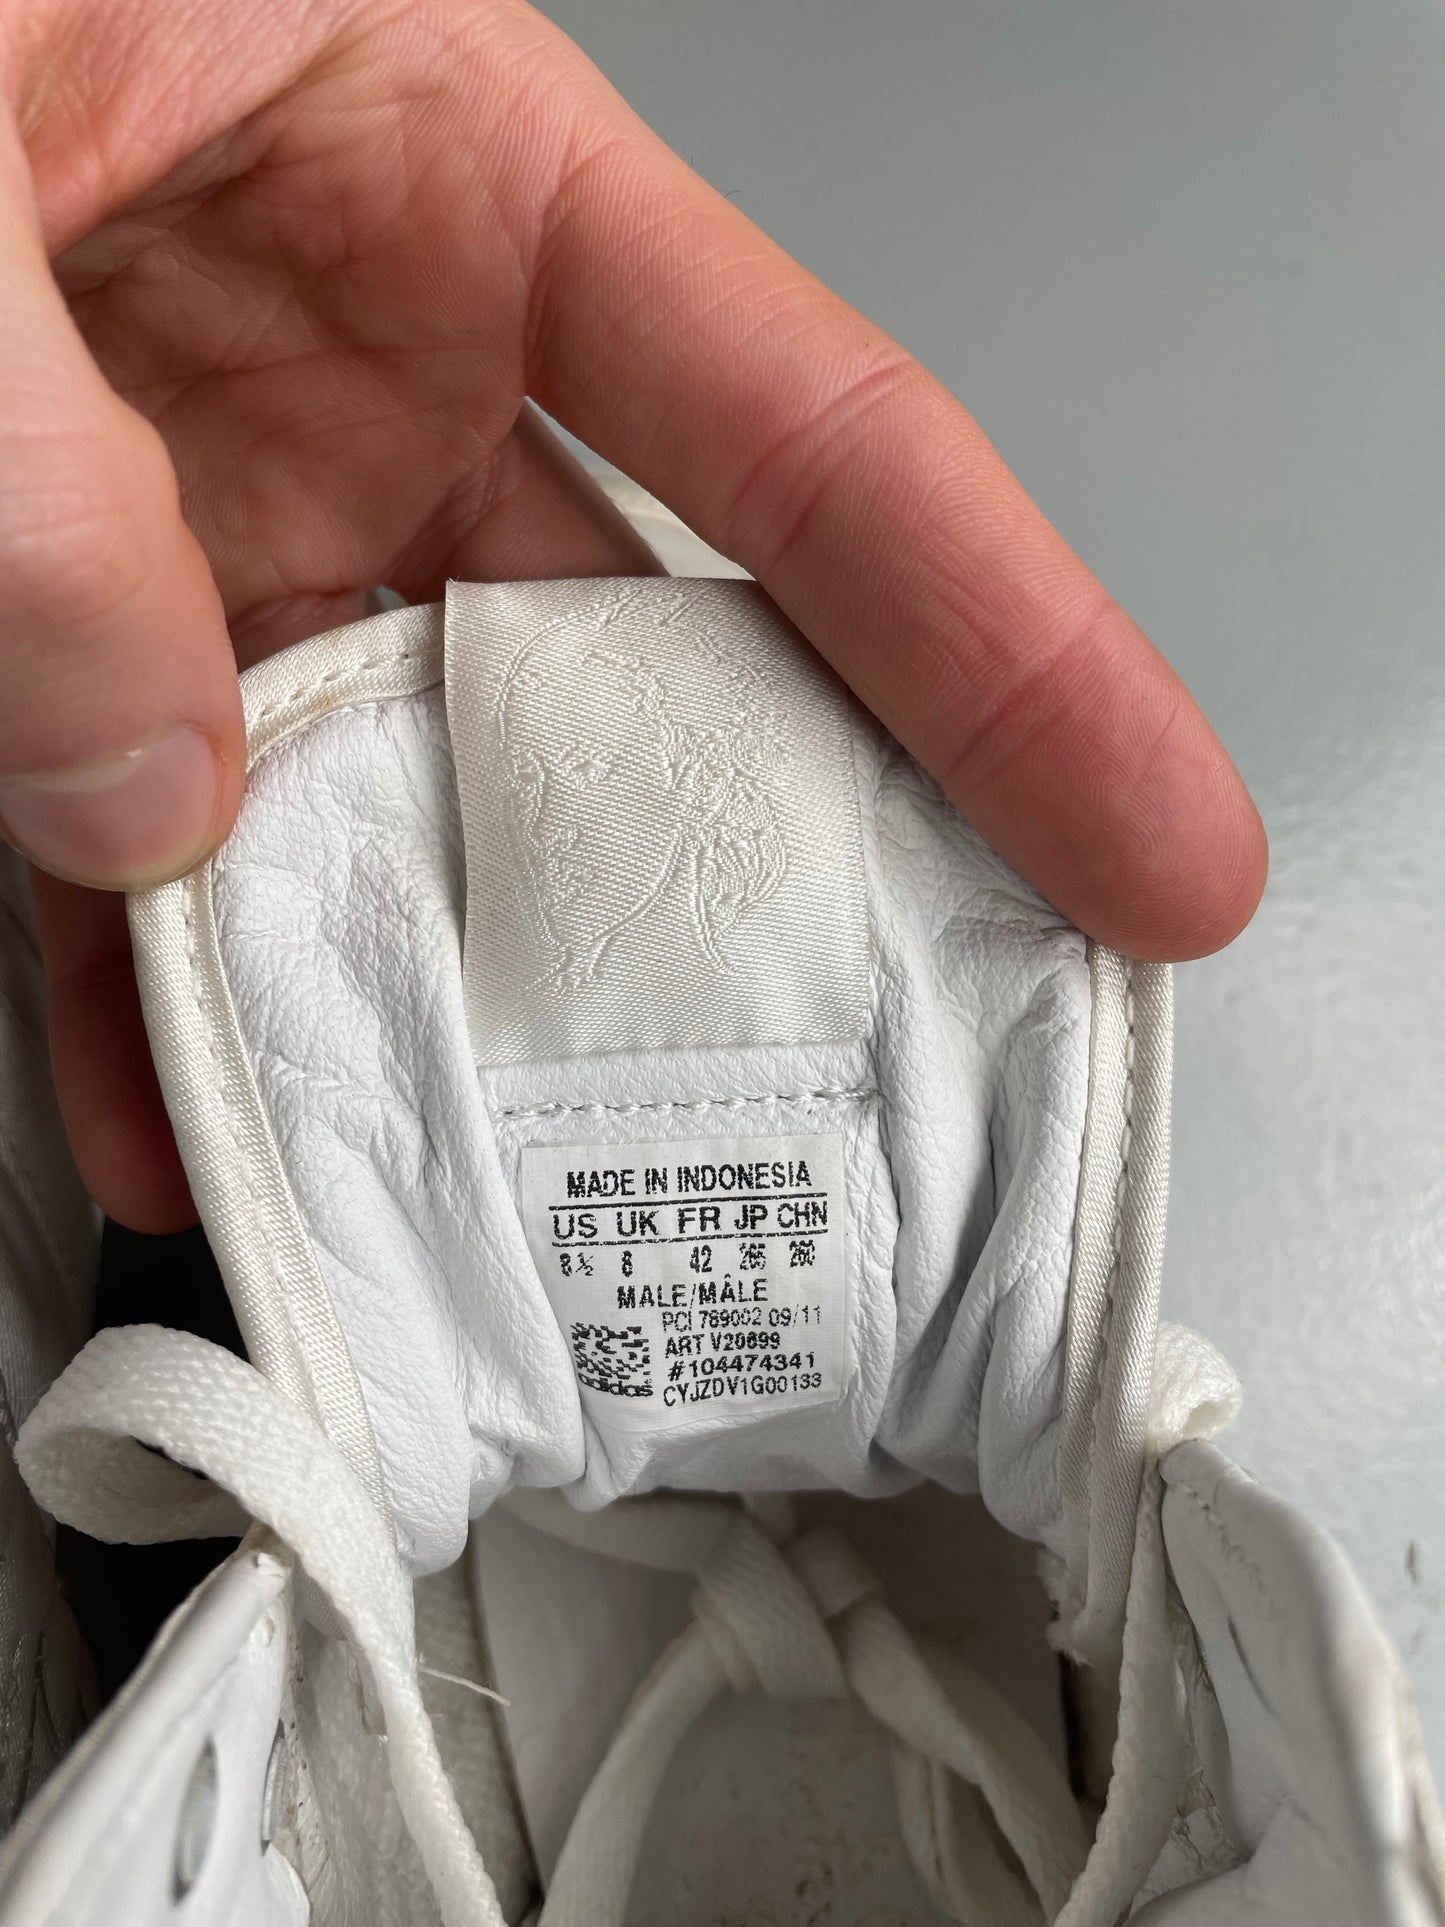 MADE IN INDONESIA
US UK FR JP CHN
8½ 8 42 265 260
MALE/MÂLE
PCI 789002 09/11
ART V20699
#104474341
adidas CYJZDV1G00133